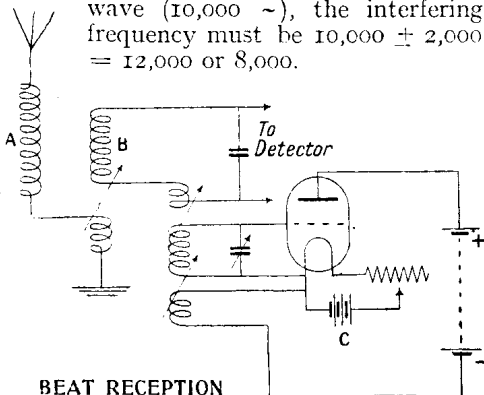 wave (10,000 ~), the interfering
frequency must be 10,000 ± 2,000
= 12,000 or 8,000.
A
B
To
Detector
+
C
-
BEAT RECEPTION